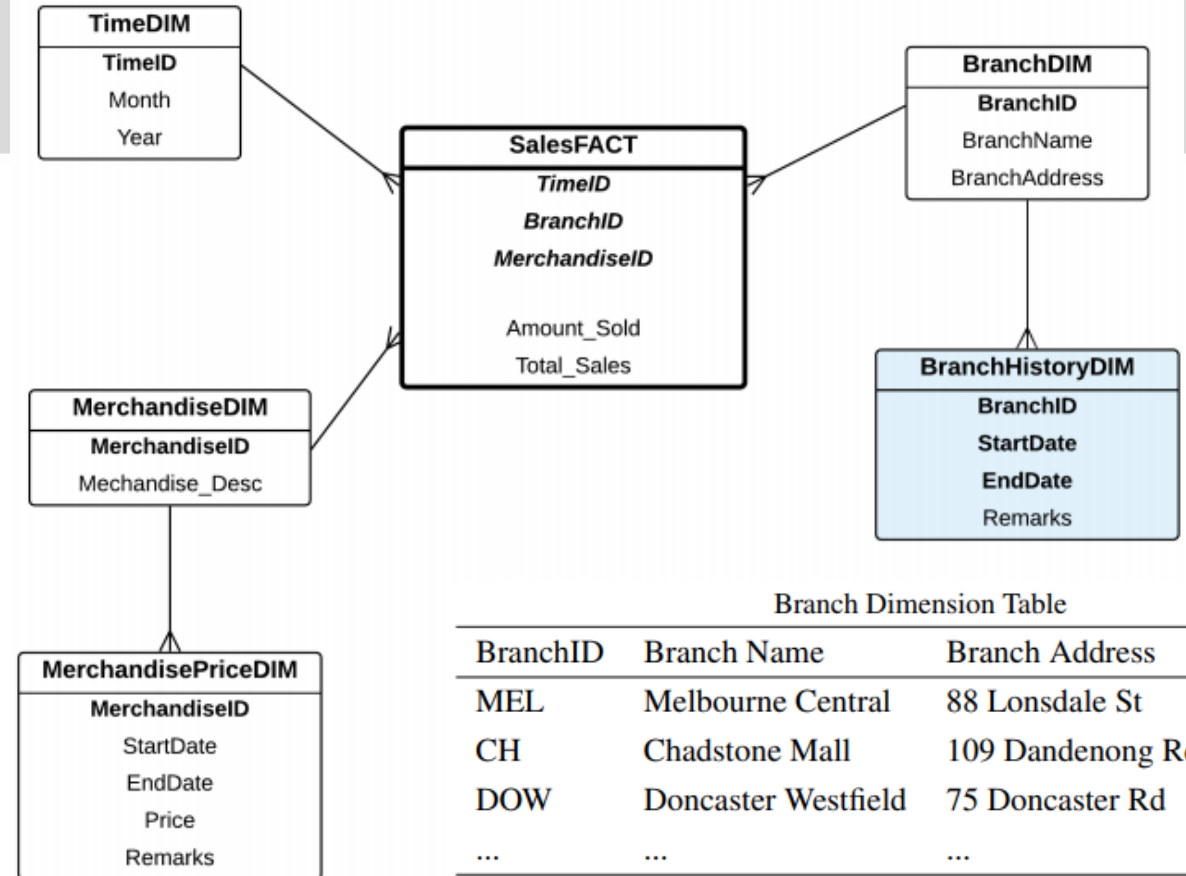 TimeDIM
TimeID
Month
Year
SalesFACT
TimeID
BranchID
MerchandiseID
Amount_Sold
Total_Sales
BranchDIM
BranchID
BranchName
BranchAddress
BranchHistoryDIM
BranchID
StartDate
EndDate
Remarks
MerchandiseDIM
MerchandiseID
Mechandise_Desc
MerchandisePriceDIM
MerchandiseID
StartDate
EndDate
Price
Remarks
Branch Dimension Table
BranchID Branch Name Branch Address
MEL Melbourne Central 88 Lonsdale St
CH Chadstone Mall 109 Dandenong
DOW Doncaster Westfield 75 Doncaster Rd
... ... ...